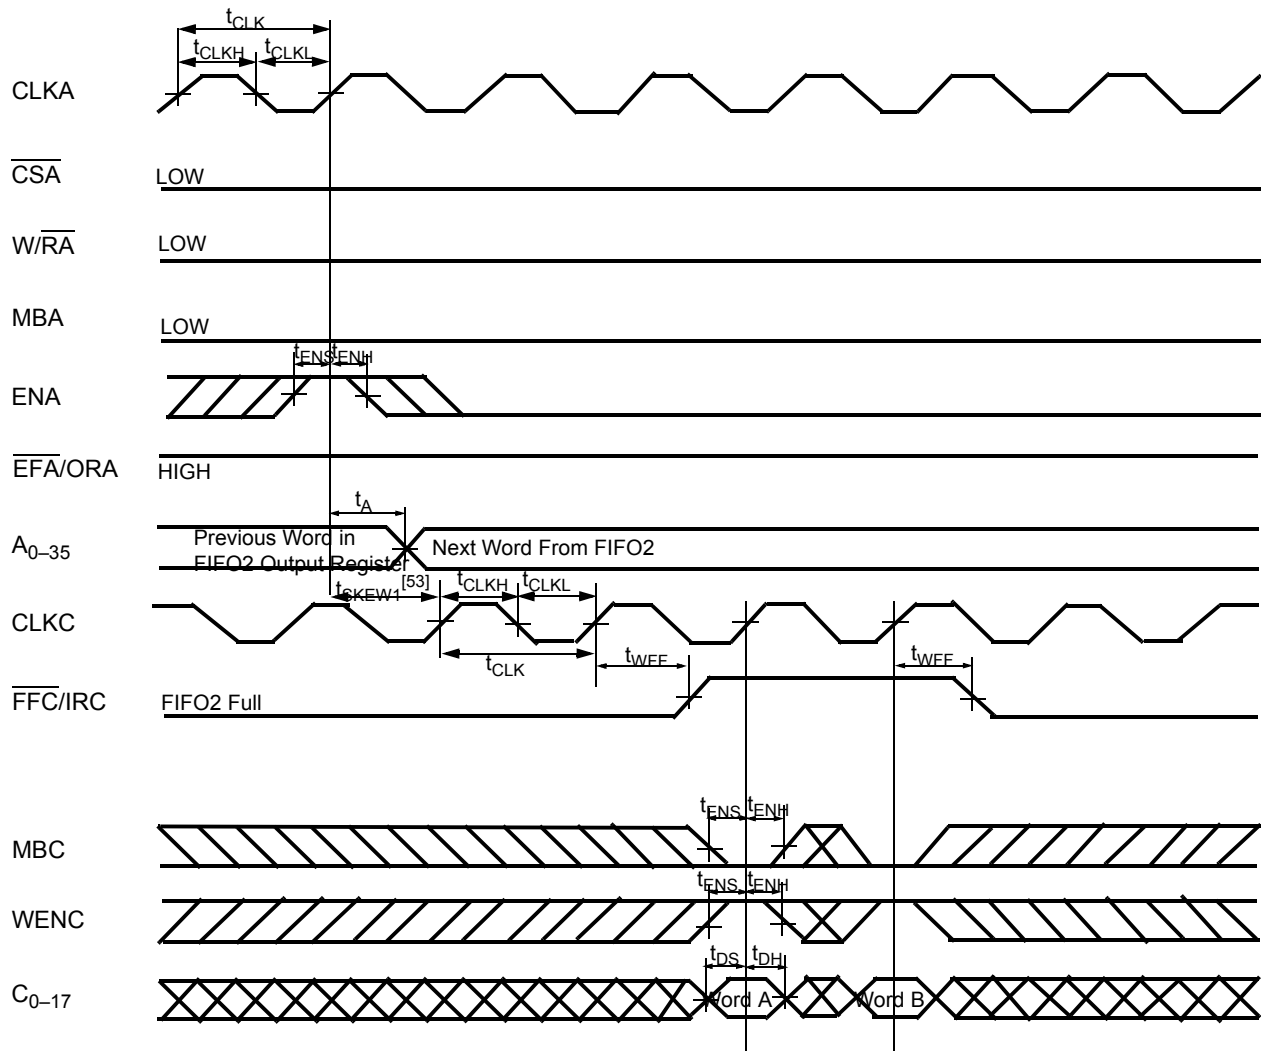 tCLK
tCLKH tCLKL
CLKA
CSA LOW
W/RA LOW
MBA LOW
tENS tENH
ENA
EFA/ORA HIGH
tA
A0–35 Previous Word in
FIFO2 Output Register Next Word From FIFO2
tSKEW1[53] tCLKH tCLKL
CLKC
tCLK tWFF tWFF
FFC/IRC FIFO2 Full
tENS tENH
MBC
tENS tENH
WENC
tDS tDH
C0–17 Word A Word B